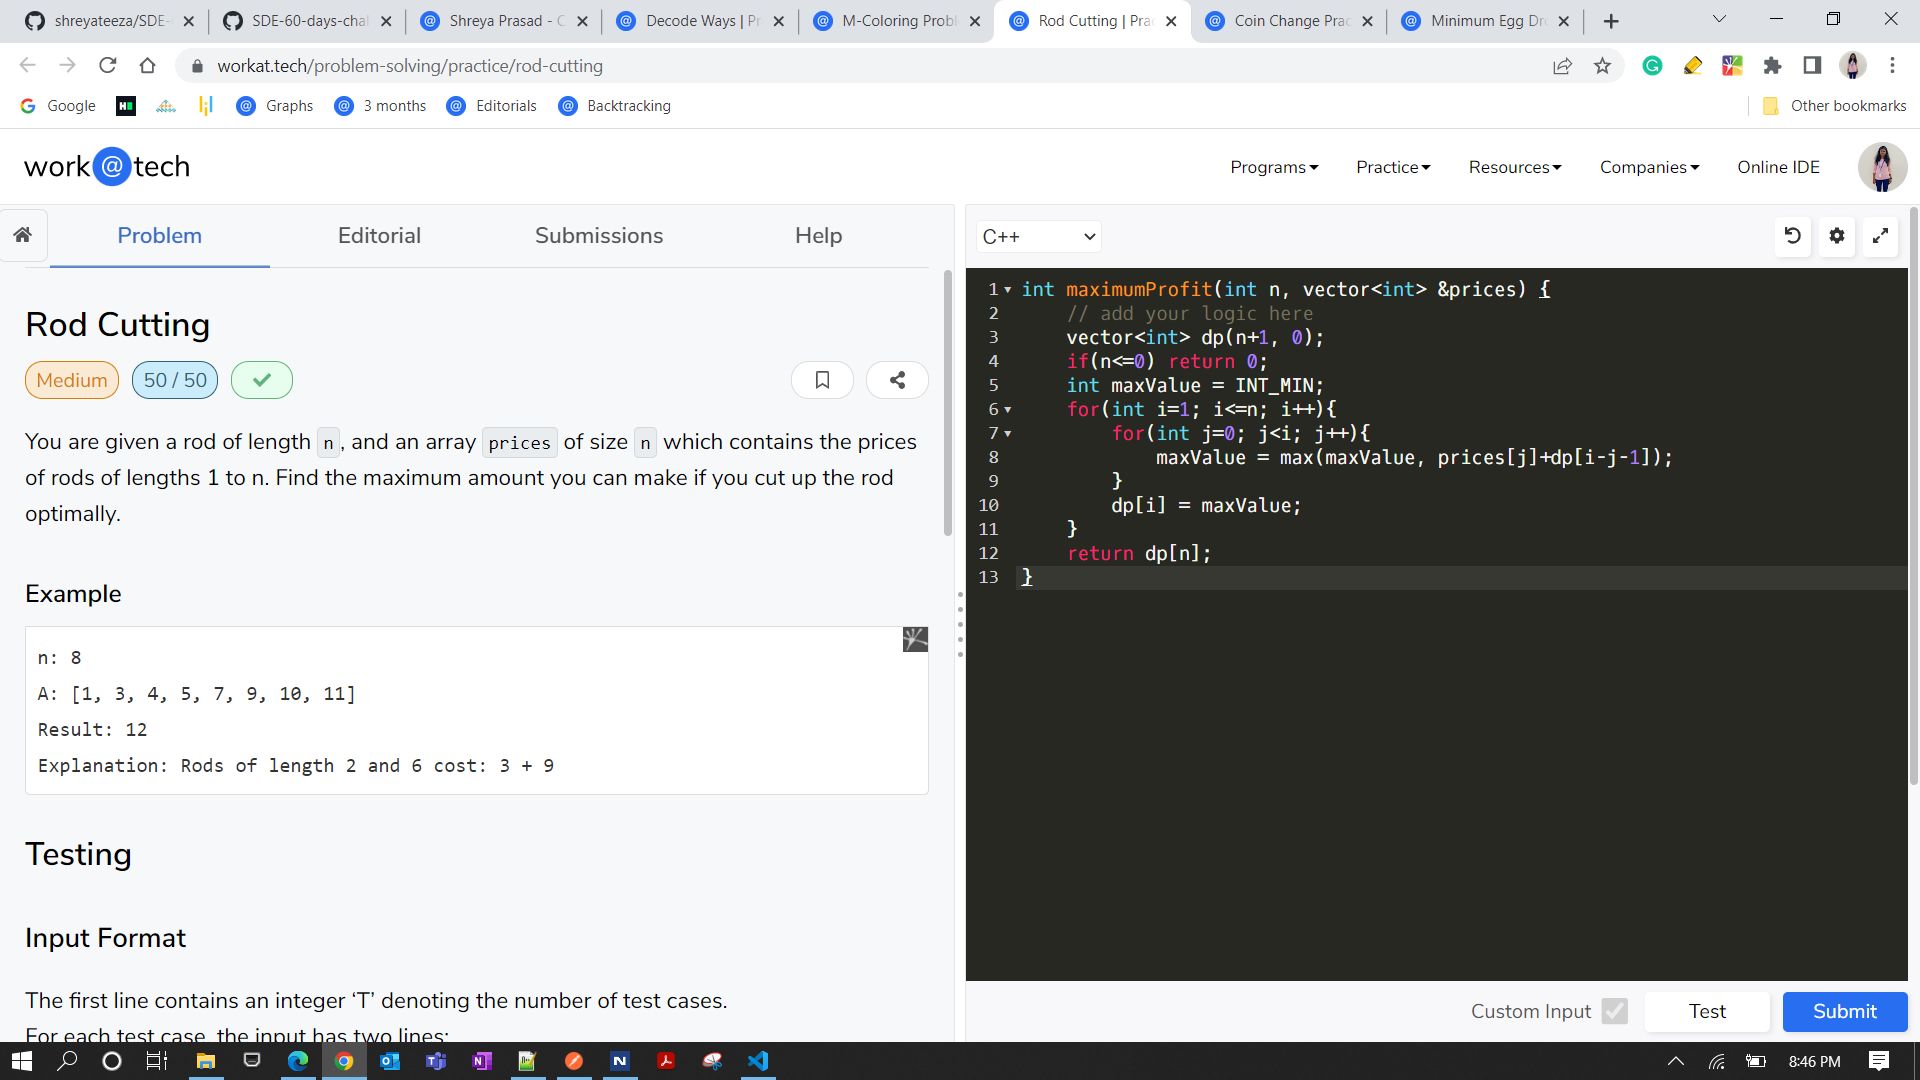 shreyateeza/SDE-
SDE-60-days-chal
Shreya Prasad - C
Decode Ways | Pr
M-Coloring Probl
Rod Cutting | Prac
Coin Change Prac
Minimum Egg Dro
workat.tech/problem-solving/practice/rod-cutting
Google
Graphs
3 months
Editorials
Backtracking
Other bookmarks
work@tech
Programs
Practice
Resources
Companies
Online IDE
Problem
Editorial
Submissions
Help
C++
Rod Cutting
Medium
50 / 50
You are given a rod of length n, and an array prices of size n which contains the prices
of rods of lengths 1 to n. Find the maximum amount you can make if you cut up the rod
optimally.
Example
n: 8
A: [1, 3, 4, 5, 7, 9, 10, 11]
Result: 12
Explanation: Rods of length 2 and 6 cost: 3 + 9
Testing
Input Format
The first line contains an integer ‘T’ denoting the number of test cases.
For each test case, the input has two lines:
1 int maximumProfit(int n, vector<int> &prices) {
2 // add your logic here
3 vector<int> dp(n+1, 0);
4 if(n<=0) return 0;
5 int maxValue = INT_MIN;
6 for(int i=1; i<=n; i++){
7 for(int j=0; j<i; j++){
8 maxValue = max(maxValue, prices[j]+dp[i-j-1]);
9 }
10 dp[i] = maxValue;
11 }
12 return dp[n];
13 }
Custom Input
Test
Submit
8:46 PM